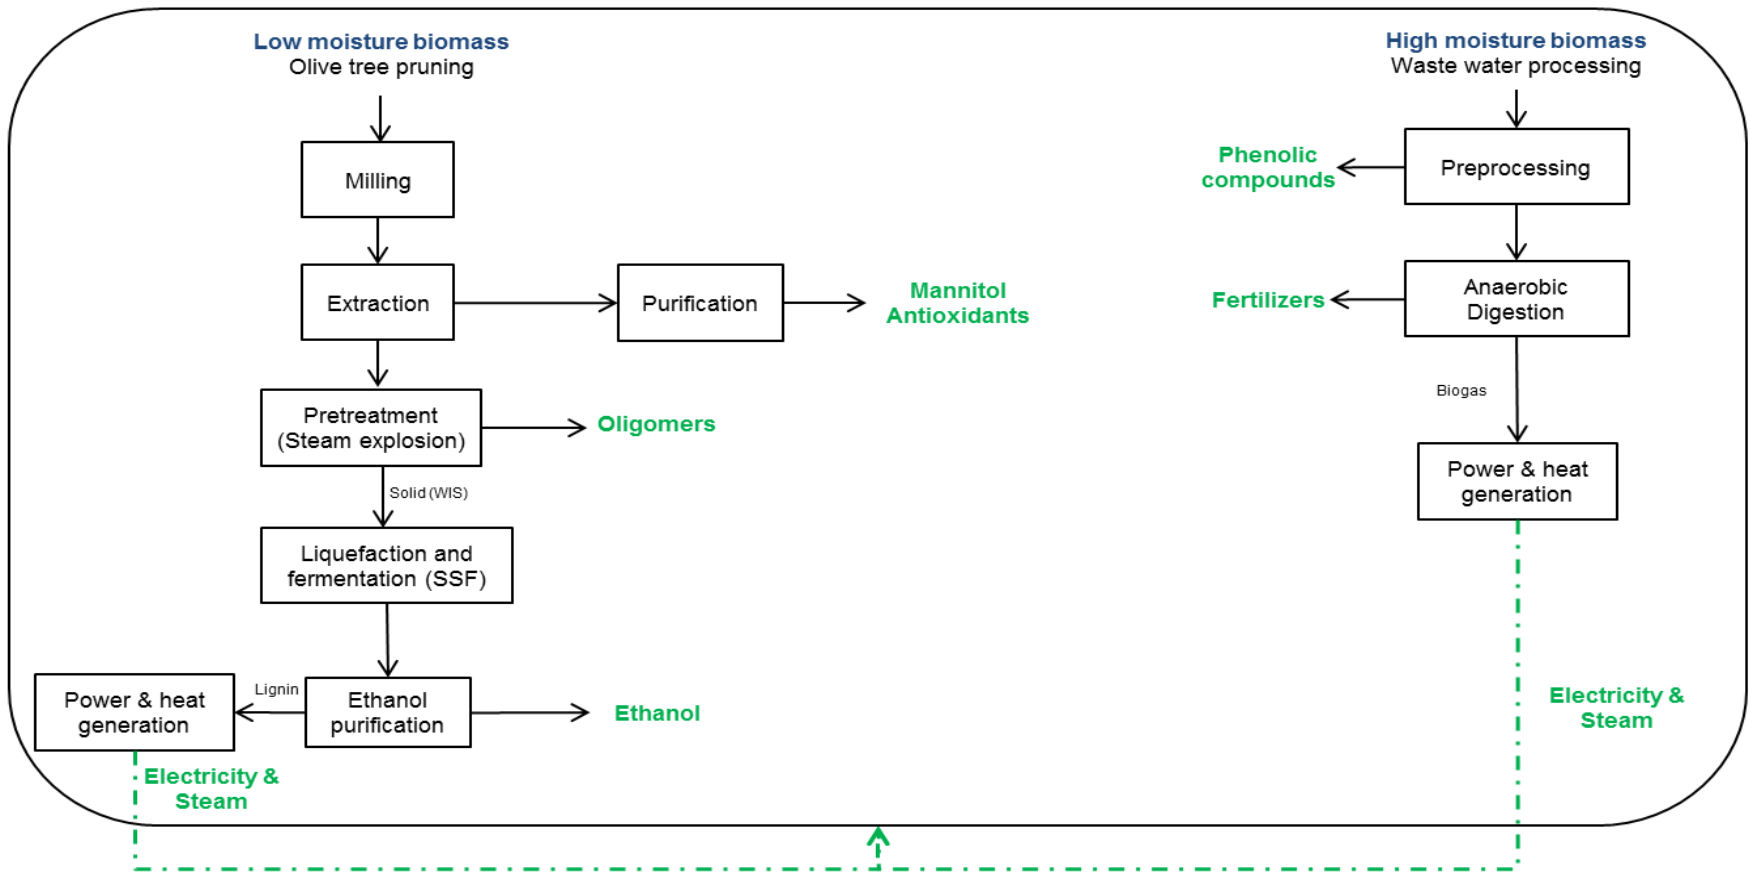 Low moisture biomass
Olive tree pruning
Milling
Extraction
Purification
Mannitol
Antioxidants
Pretreatment
(Steam explosion)
Oligomers
Solid (WIS)
Liquefaction and
fermentation (SSF)
Ethanol
purification
Ethanol
Lignin
Power & heat
generation
Electricity &
Steam
High moisture biomass
Waste water processing
Preprocessing
Phenolic
compounds
Anaerobic
Digestion
Fertilizers
Biogas
Power & heat
generation
Electricity &
Steam